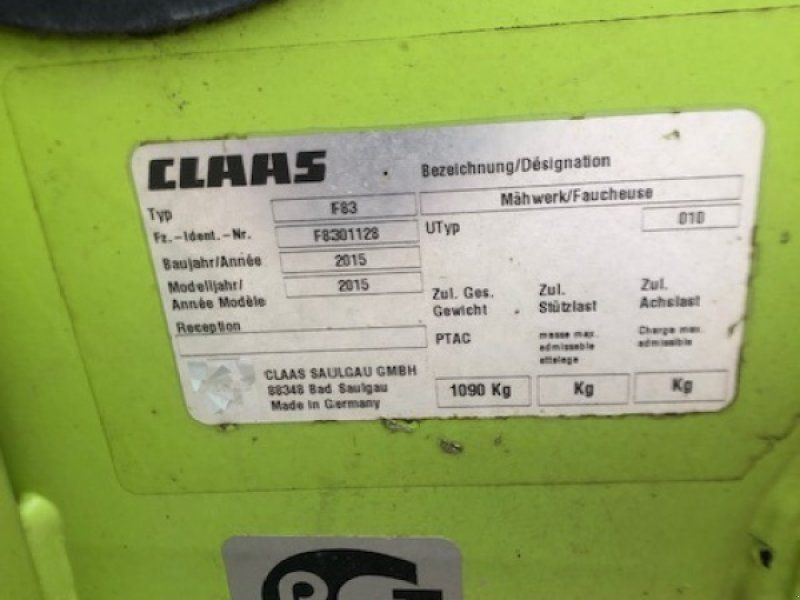 CLAAS
Bezeichnung/Désignation
Typ F83 Mähwerk/Faucheuse
Fz.-Ident.-Nr. F8301128 UTyp 010
Baujahr/Année 2015
Modelljahr/ 2015
Année Modèle
Zul. Ges. Zul. Zul.
Gewicht Stützlast Achslast
Reception
PTAC masse max. Charge max.
admissible admissible
attelage
CLAAS SAULGAU GMBH
88348 Bad Saulgau
Made in Germany
1090 Kg Kg Kg